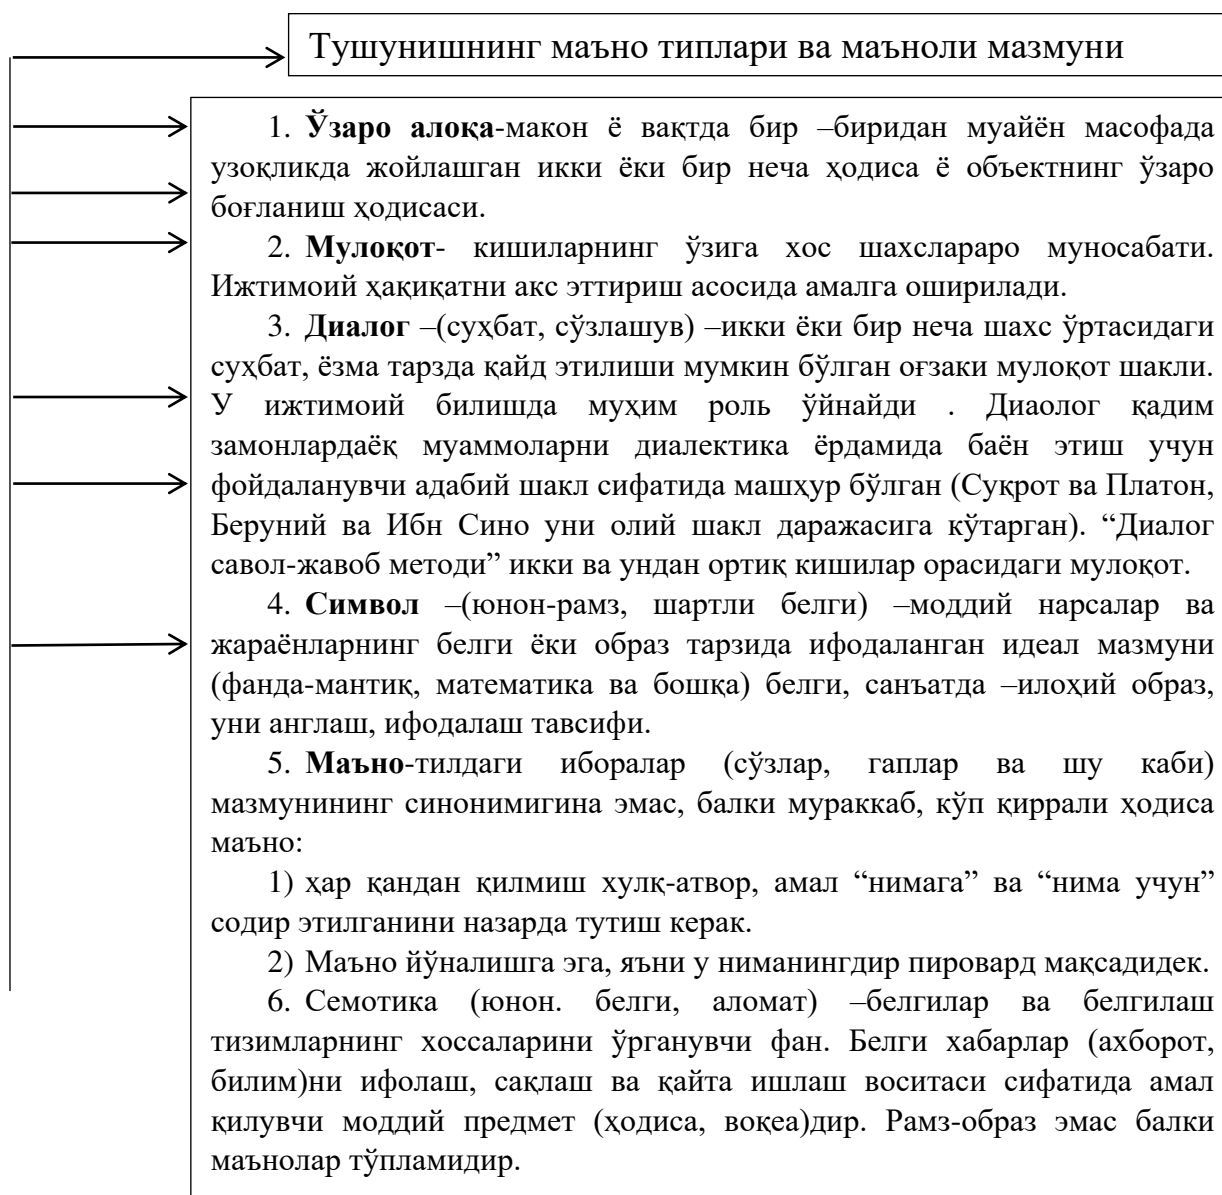 Тушунишнинг маъно типлари ва маъноли мазмуни
1. Ўзаро алоқа-макон ё вақтда бир –биридан муайён масофада
узоқликда жойлашган икки ёки бир неча ҳодиса ё объектнинг ўзаро
боғланиш ҳодисаси.
2. Мулоқот- кишиларнинг ўзига хос шахслараро муносабати.
Ижтимоий ҳақиқатни акс эттириш асосида амалга оширилади.
3. Диалог –(суҳбат, сўзлашув) –икки ёки бир неча шахс ўртасидаги
суҳбат, ёзма тарзда қайд этилиши мумкин бўлган оғзаки мулоқот шакли.
У ижтимоий билишда муҳим роль ўйнайди . Диаолог қадим
замонлардаёқ муаммоларни диалектика ёрдамида баён этиш учун
фойдаланувчи адабий шакл сифатида машҳур бўлган (Суқрот ва Платон,
Беруний ва Ибн Сино уни олий шакл даражасига кўтарган). “Диалог
савол-жавоб методи” икки ва ундан ортиқ кишилар орасидаги мулоқот.
4. Символ –(юнон-рамз, шартли белги) –моддий нарсалар ва
жараёнларнинг белги ёки образ тарзида ифодаланган идеал мазмуни
(фанда-мантиқ, математика ва бошқа) белги, санъатда –илоҳий образ,
уни англаш, ифодалаш тавсифи.
5. Маъно-тилдаги иборалар (сўзлар, гаплар ва шу каби)
мазмунининг синонимигина эмас, балки мураккаб, кўп қиррали ҳодиса
маъно:
1) ҳар қандан қилмиш хулқ-атвор, амал “нимага” ва “нима учун”
содир этилганини назарда тутиш керак.
2) Маъно йўналишга эга, яъни у ниманингдир пировард мақсадидек.
6. Семотика (юнон. белги, аломат) –белгилар ва белгилаш
тизимларнинг хоссаларини ўрганувчи фан. Белги хабарлар (ахборот,
билим)ни ифолаш, сақлаш ва қайта ишлаш воситаси сифатида амал
қилувчи моддий предмет (ҳодиса, воқеа)дир. Рамз-образ эмас балки
маънолар тўпламидир.